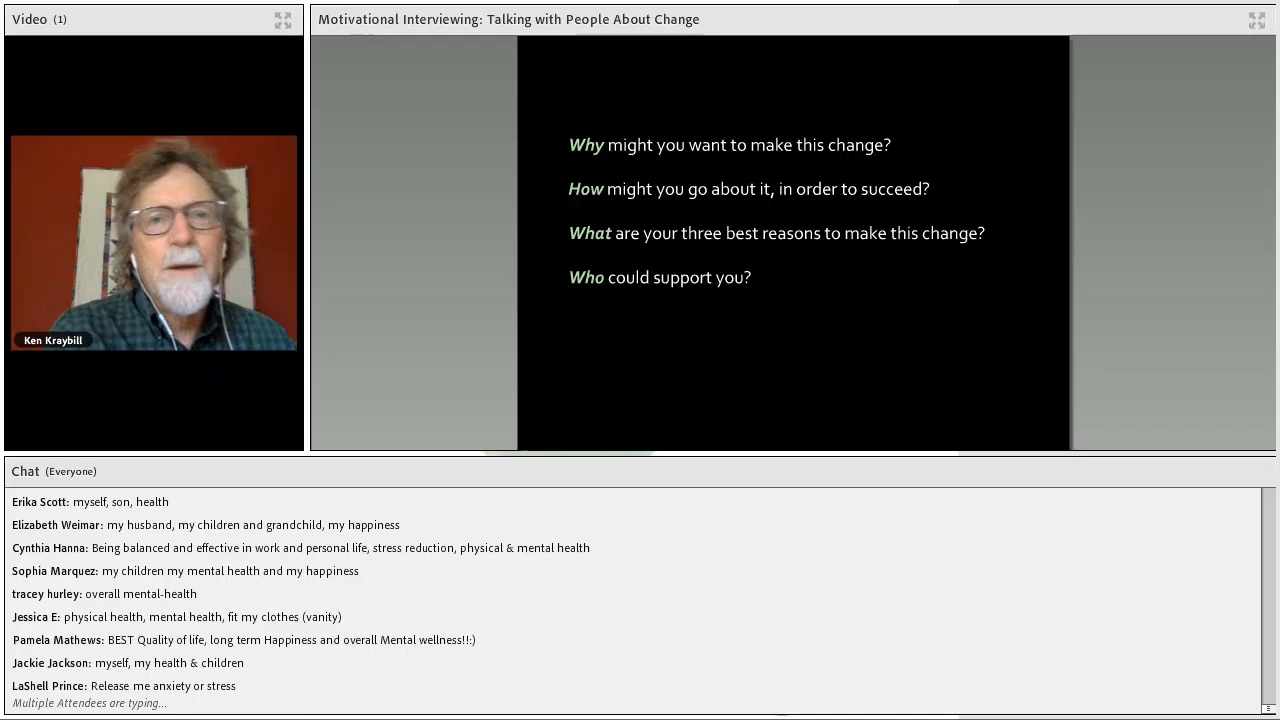 Video (1)
Motivational Interviewing: Talking with People About Change
Why might you want to make this change?
How might you go about it, in order to succeed?
What are your three best reasons to make this change?
Who could support you?
Ken Kraybill
Chat (Everyone)
Erika Scott: myself, son, health
Elizabeth Weimar: my husband, my children and grandchild, my happiness
Cynthia Hanna: Being balanced and effective in work and personal life, stress reduction, physical & mental health
Sophia Marquez: my children my mental health and my happiness
tracey hurley: overall mental-health
Jessica E: physical health, mental health, fit my clothes (vanity)
Pamela Mathews: BEST Quality of life, long term Happiness and overall Mental wellness!!:)
Jackie Jackson: myself, my health & children
LaShell Prince: Release me anxiety or stress
Multiple Attendees are typing...